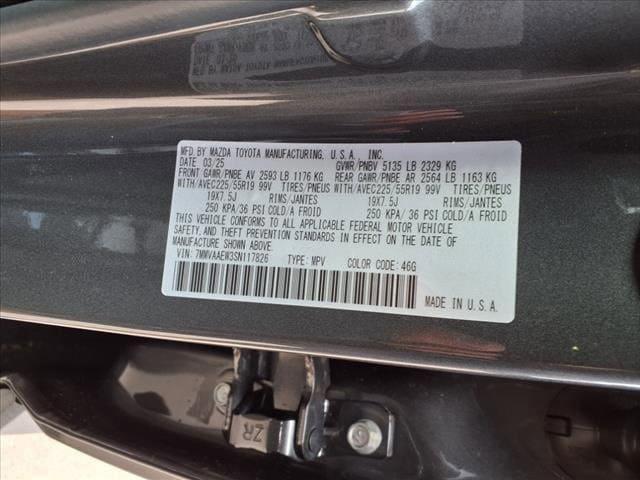 MFD. BY MAZDA TOYOTA MANUFACTURING, U.S.A., INC.
DATE 03/25 GVWR/PNBV 5135 LB 2329 KG
FRONT GAWR/PNBE AV 2593 LB 1176 KG REAR GAWR/PNBE AR 2564 LB 1163 KG
WITH/AVEC225/55R19 99V TIRES/PNEUS WITH/AVEC225/55R19 99V TIRES/PNEUS
19X7.5J RIMS/JANTES 19X7.5J RIMS/JANTES
250 KPA/36 PSI COLD/A FROID 250 KPA/36 PSI COLD/A FROID
THIS VEHICLE CONFORMS TO ALL APPLICABLE FEDERAL MOTOR VEHICLE
SAFETY, AND THEFT PREVENTION STANDARDS IN EFFECT ON THE DATE OF
MANUFACTURE SHOWN ABOVE.
VIN: 7MMVAAEW3SN117826 TYPE: MPV COLOR CODE: 46G
MADE IN U.S.A.
ZR